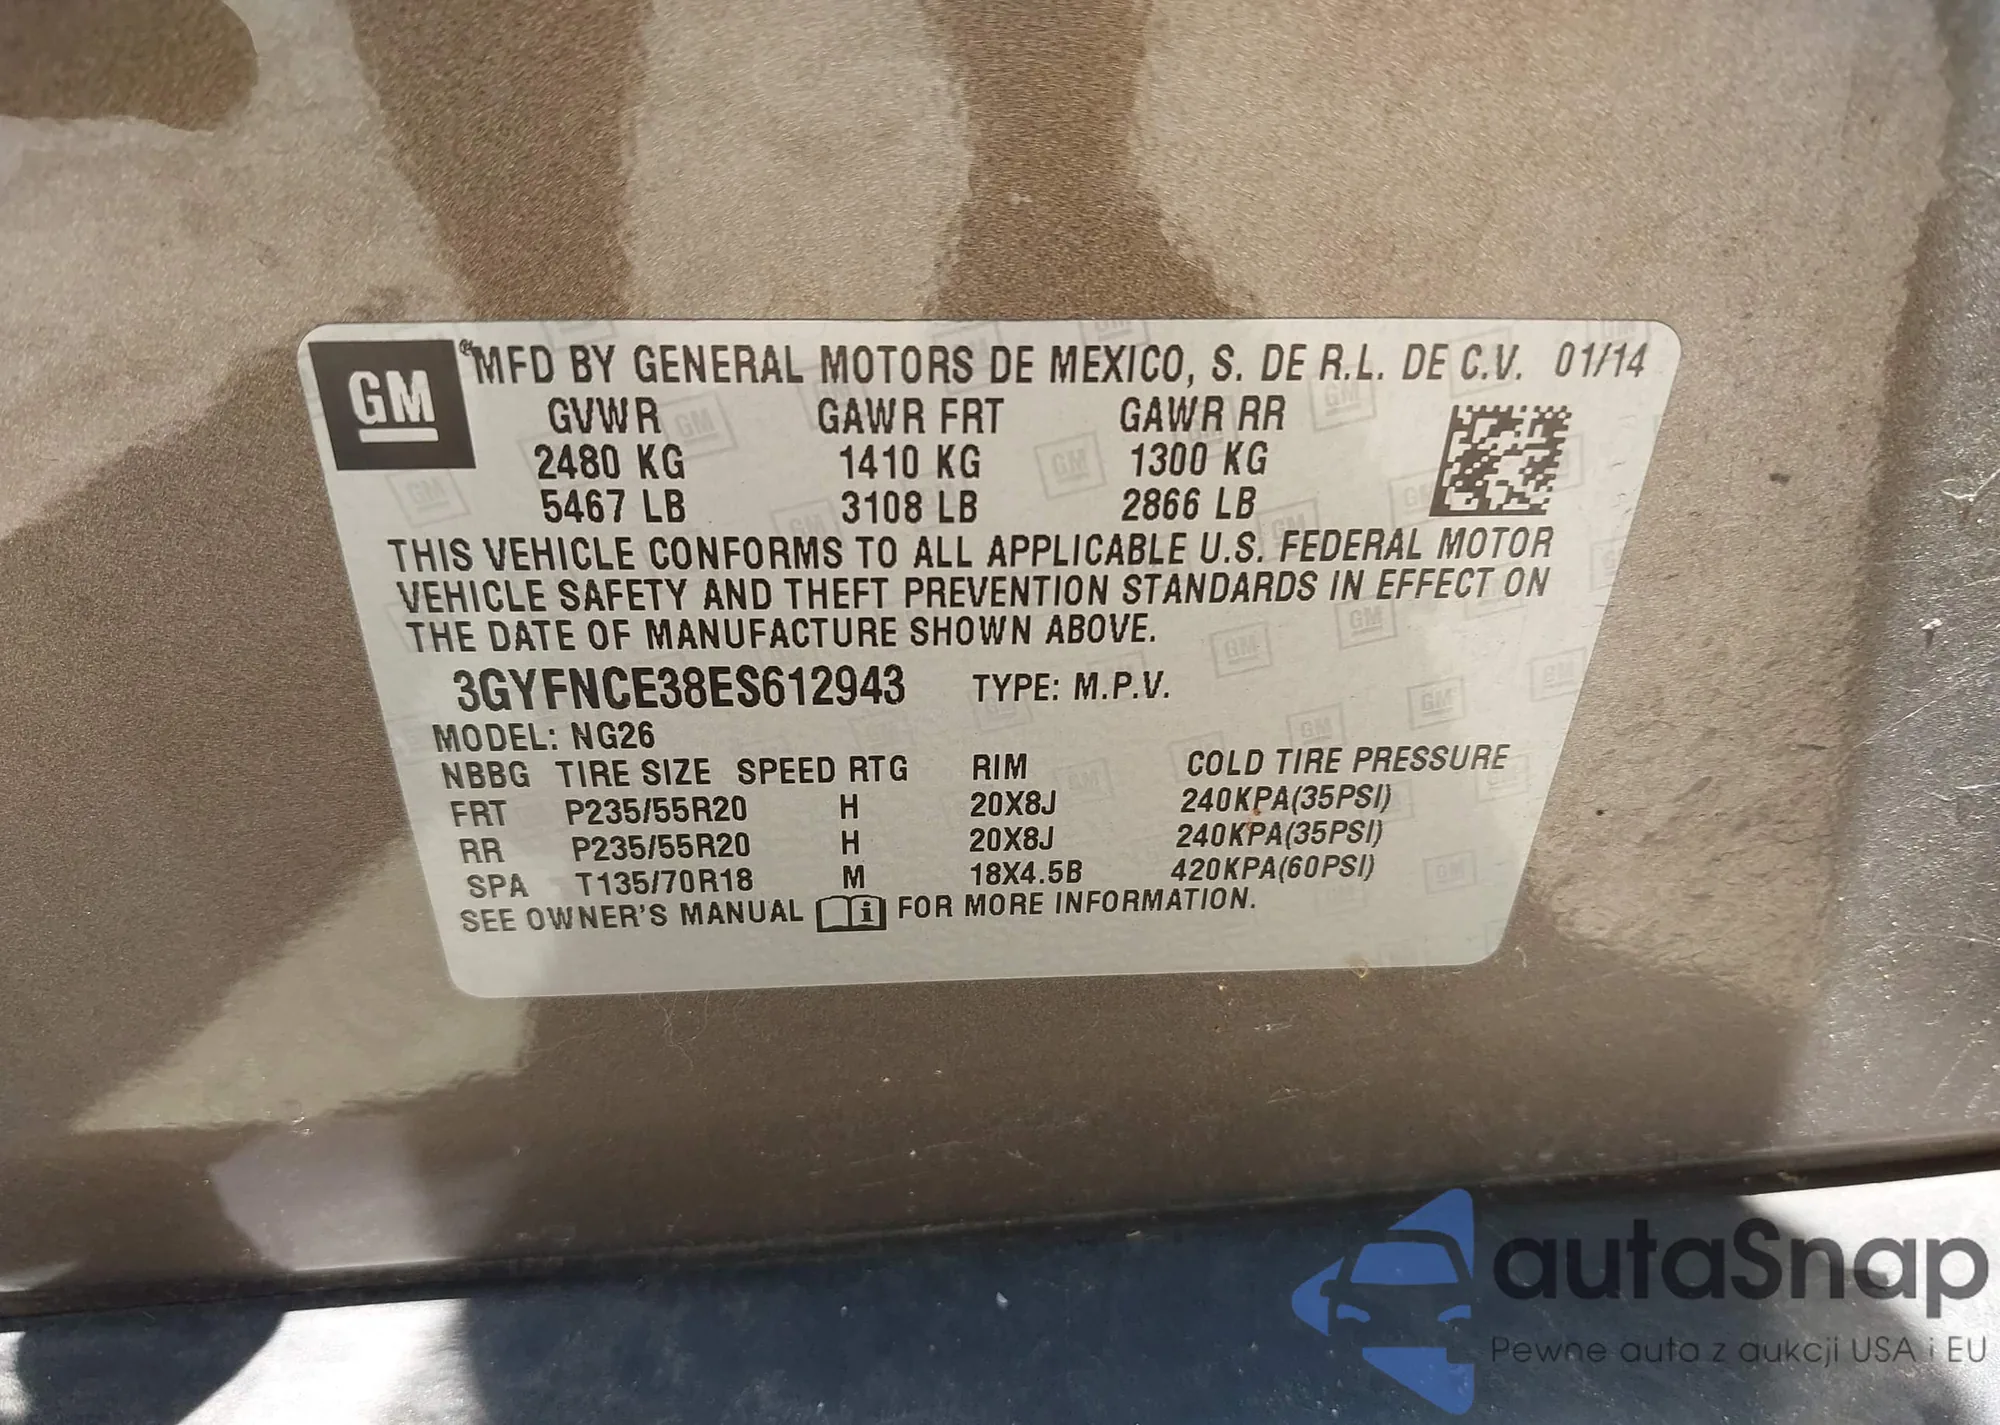 GM
®MFD BY GENERAL MOTORS DE MEXICO, S. DE R.L. DE C.V. 01/14
GVWR GAWR FRT GAWR RR
2480 KG 1410 KG 1300 KG
5467 LB 3108 LB 2866 LB
THIS VEHICLE CONFORMS TO ALL APPLICABLE U.S. FEDERAL MOTOR
VEHICLE SAFETY AND THEFT PREVENTION STANDARDS IN EFFECT ON
THE DATE OF MANUFACTURE SHOWN ABOVE.
3GYFNCE38ES612943 TYPE: M.P.V.
MODEL: NG26
NBBG TIRE SIZE SPEED RTG RIM COLD TIRE PRESSURE
FRT P235/55R20 H 20X8J 240KPA(35PSI)
RR P235/55R20 H 20X8J 240KPA(35PSI)
SPA T135/70R18 M 18X4.5B 420KPA(60PSI)
SEE OWNER'S MANUAL i FOR MORE INFORMATION.
autaSnap
Pewne auta z aukcji USA i EU